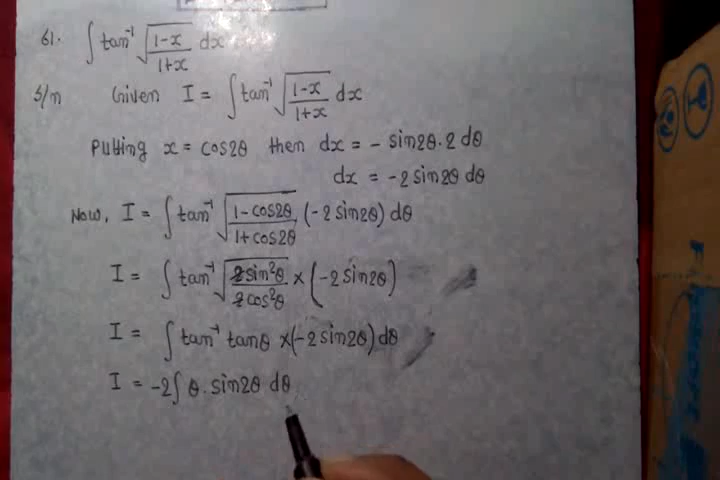 61. ∫ tan⁻¹ √((1-x)/(1+x)) dx
S/n Given I = ∫ tan⁻¹ √((1-x)/(1+x)) dx
Putting x = cos2θ then dx = - sin2θ.2 dθ
dx = -2 sin2θ dθ
Now, I = ∫ tan⁻¹ √((1-cos2θ)/(1+cos2θ)) (-2 sin2θ) dθ
I = ∫ tan⁻¹ √((2sin²θ)/(2cos²θ)) × (-2 sin2θ)
I = ∫ tan⁻¹ tanθ × (-2 sin2θ) dθ
I = -2∫ θ. sin2θ dθ